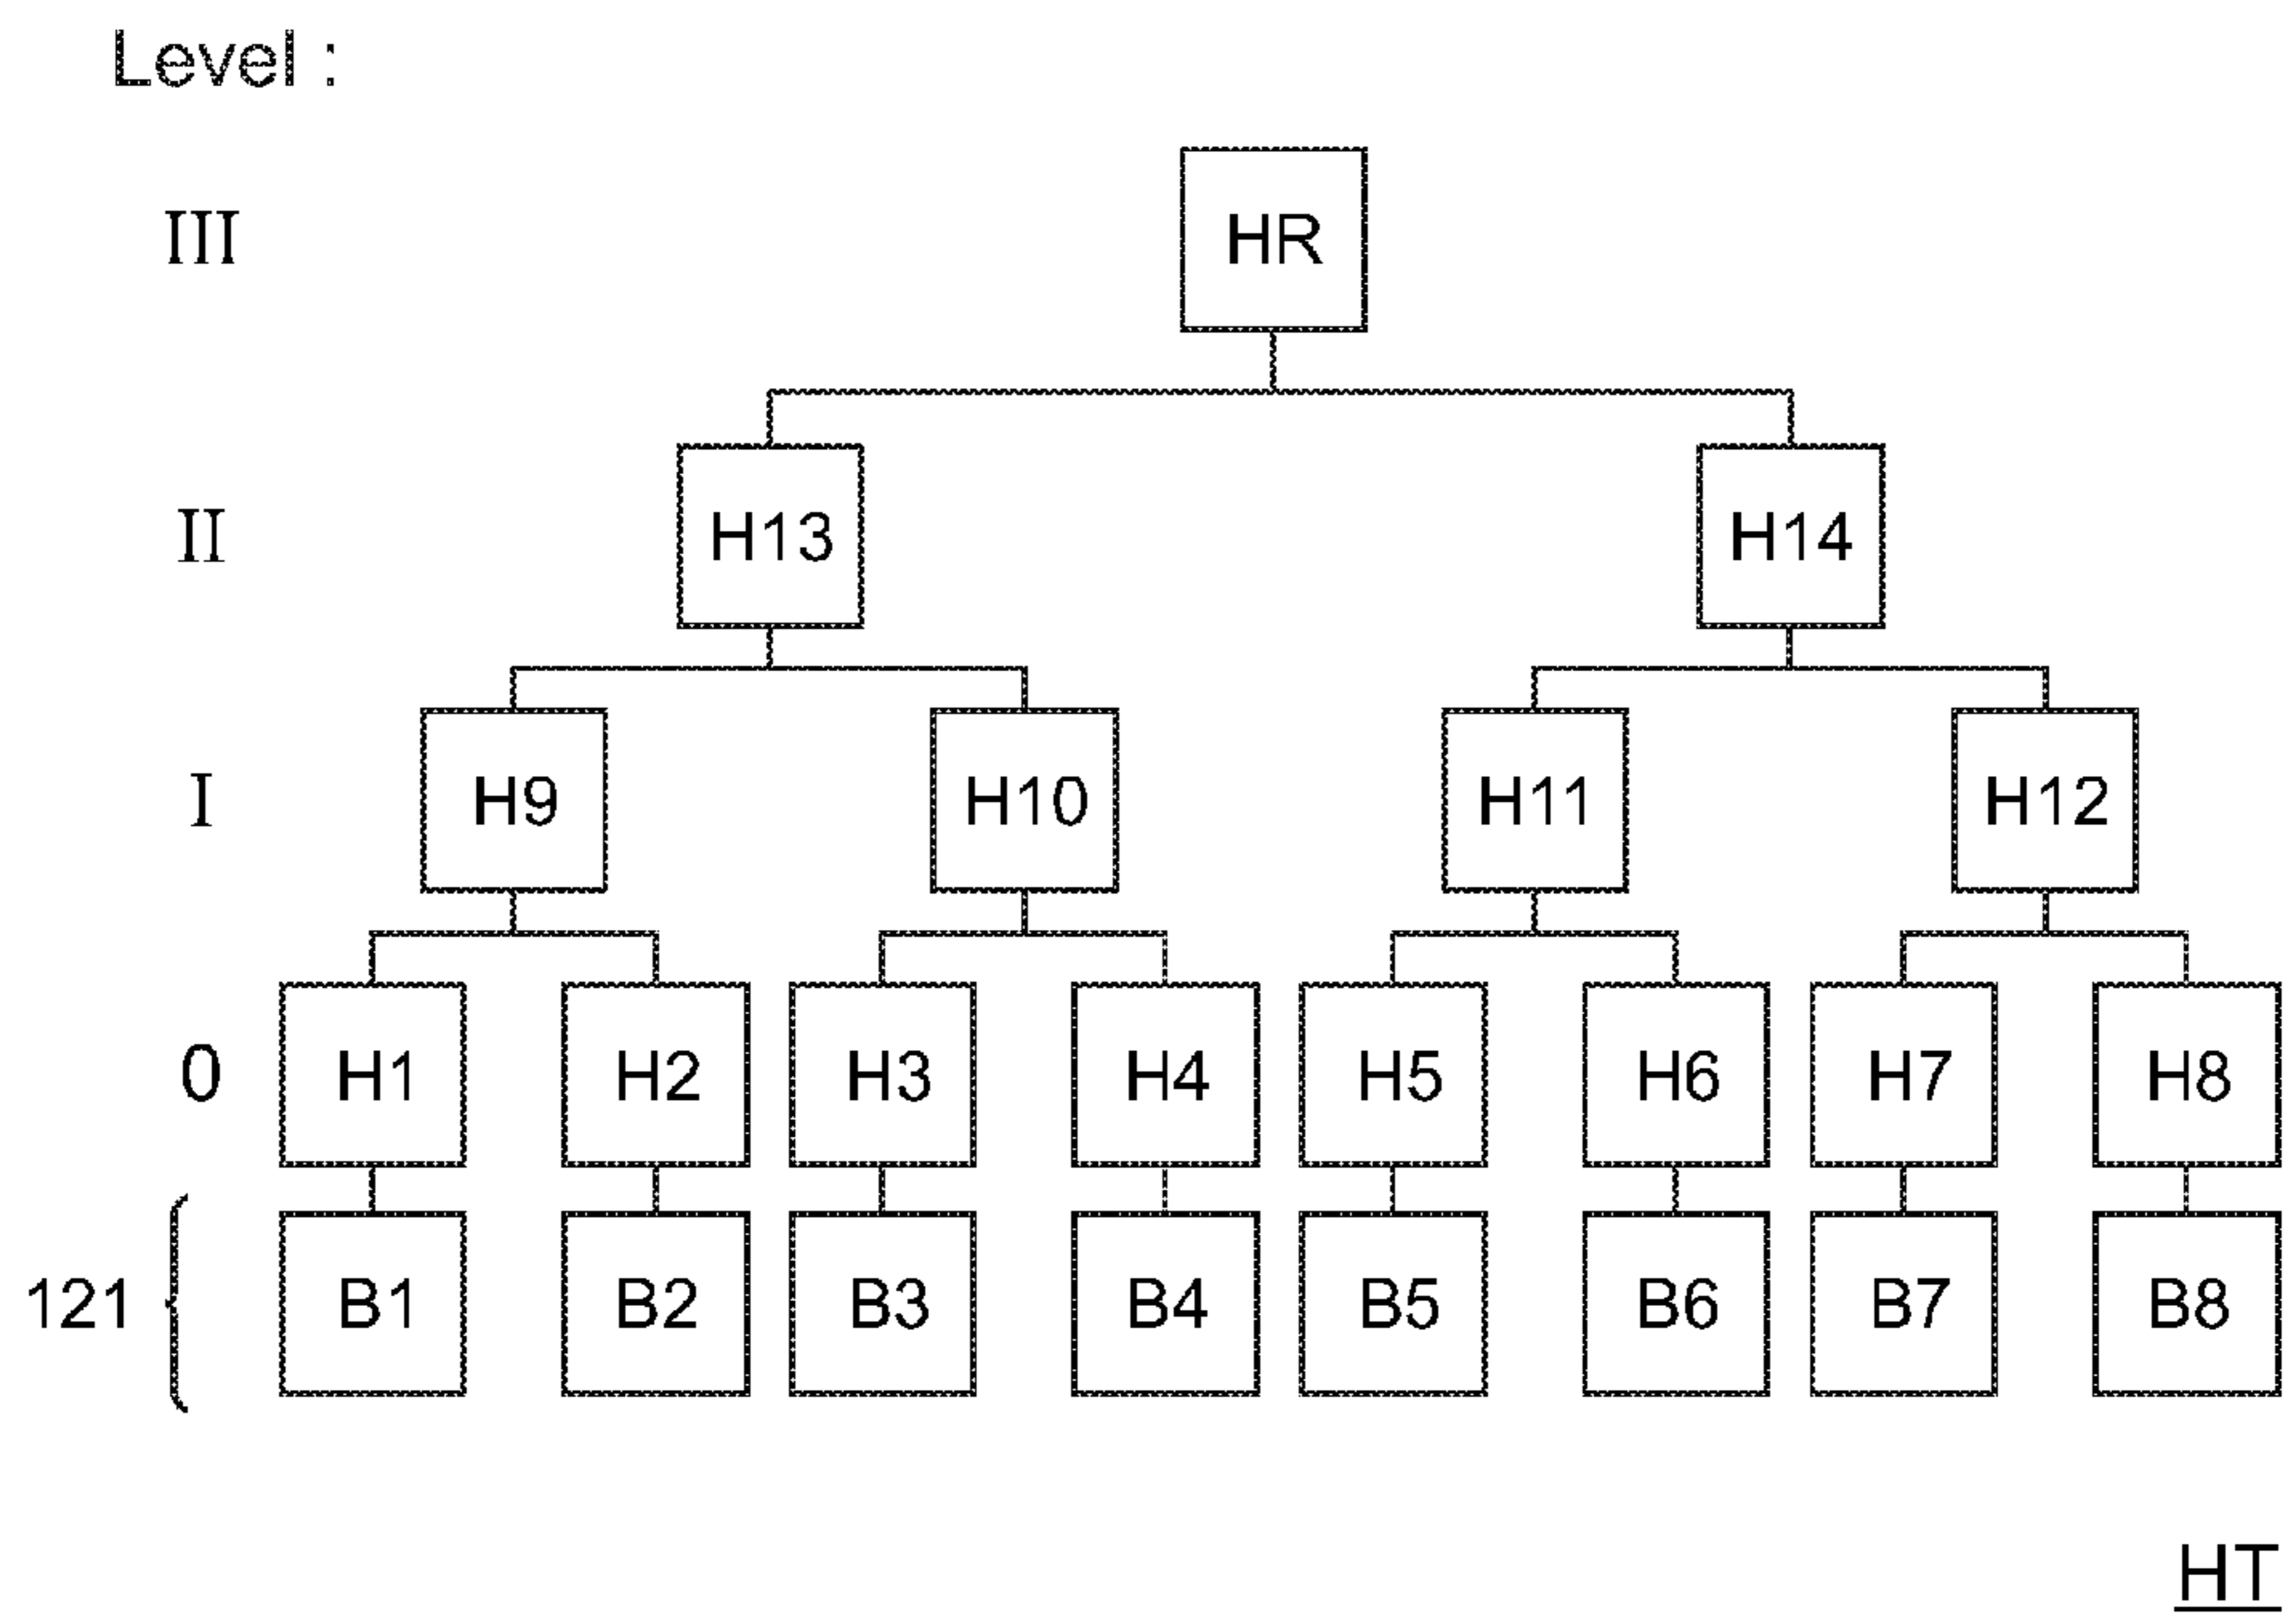 Level :
III HR
II H13 H14
I H9 H10 H11 H12
0 H1 H2 H3 H4 H5 H6 H7 H8
121 B1 B2 B3 B4 B5 B6 B7 B8
HT